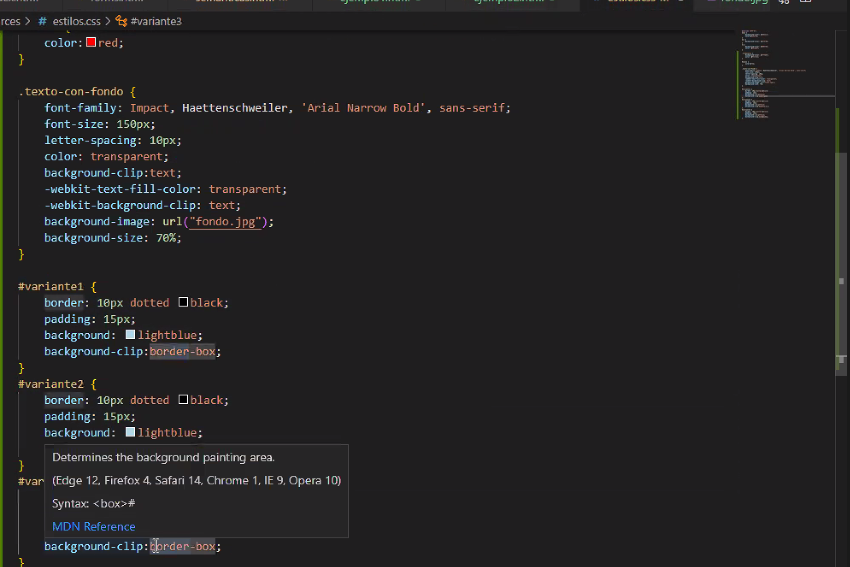 rces > # estilos.css > #variante3
color: red;
}
.texto-con-fondo {
font-family: Impact, Haettenschweiler, 'Arial Narrow Bold', sans-serif;
font-size: 150px;
letter-spacing: 10px;
color: transparent;
background-clip:text;
-webkit-text-fill-color: transparent;
-webkit-background-clip: text;
background-image: url("fondo.jpg");
background-size: 70%;
}
#variante1 {
border: 10px dotted black;
padding: 15px;
background: lightblue;
background-clip:border-box;
}
#variante2 {
border: 10px dotted black;
padding: 15px;
background: lightblue;
Determines the background painting area.
}
(Edge 12, Firefox 4, Safari 14, Chrome 1, IE 9, Opera 10)
#var
Syntax: <box>#
MDN Reference
background-clip:border-box;
}